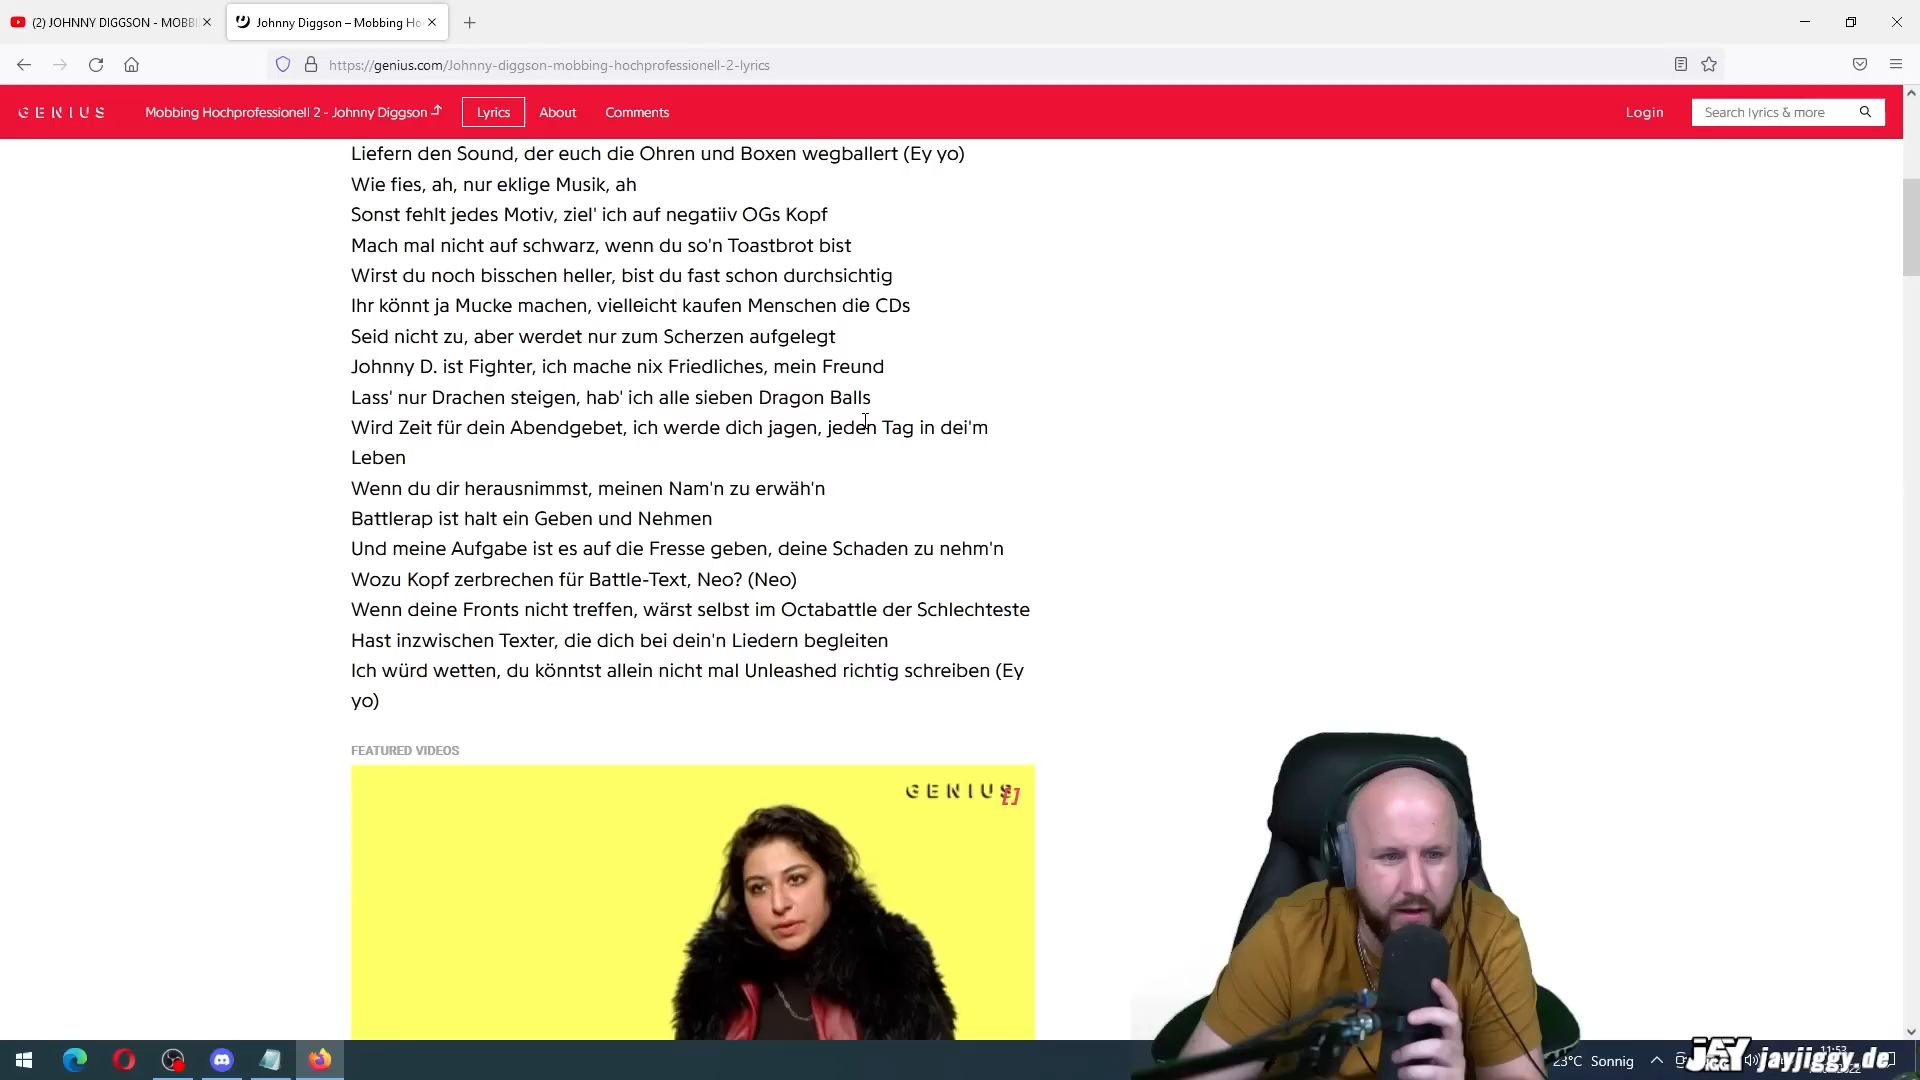 (2) JOHNNY DIGGSON - MOBBI
Johnny Diggson – Mobbing Ho
https://genius.com/Johnny-diggson-mobbing-hochprofessionell-2-lyrics
GENIUS
Mobbing Hochprofessionell 2 - Johnny Diggson
Lyrics
About
Comments
Login
Search lyrics & more
Liefern den Sound, der euch die Ohren und Boxen wegballert (Ey yo)
Wie fies, ah, nur eklige Musik, ah
Sonst fehlt jedes Motiv, ziel' ich auf negatiiv OGs Kopf
Mach mal nicht auf schwarz, wenn du so'n Toastbrot bist
Wirst du noch bisschen heller, bist du fast schon durchsichtig
Ihr könnt ja Mucke machen, vielleicht kaufen Menschen die CDs
Seid nicht zu, aber werdet nur zum Scherzen aufgelegt
Johnny D. ist Fighter, ich mache nix Friedliches, mein Freund
Lass' nur Drachen steigen, hab' ich alle sieben Dragon Balls
Wird Zeit für dein Abendgebet, ich werde dich jagen, jeden Tag in dei'm
Leben
Wenn du dir herausnimmst, meinen Nam'n zu erwäh'n
Battlerap ist halt ein Geben und Nehmen
Und meine Aufgabe ist es auf die Fresse geben, deine Schaden zu nehm'n
Wozu Kopf zerbrechen für Battle-Text, Neo? (Neo)
Wenn deine Fronts nicht treffen, wärst selbst im Octabattle der Schlechteste
Hast inzwischen Texter, die dich bei dein'n Liedern begleiten
Ich würd wetten, du könntst allein nicht mal Unleashed richtig schreiben (Ey
yo)
FEATURED VIDEOS
GENIUS
23°C Sonnig
11:53
JAY
JIGGY
jayjiggy.de